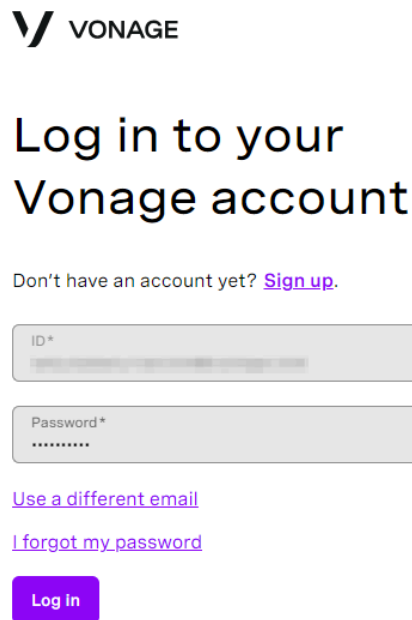 VONAGE
Log in to your
Vonage account
Don't have an account yet? Sign up.
ID*
Password*
••••••••••
Use a different email
I forgot my password
Log in